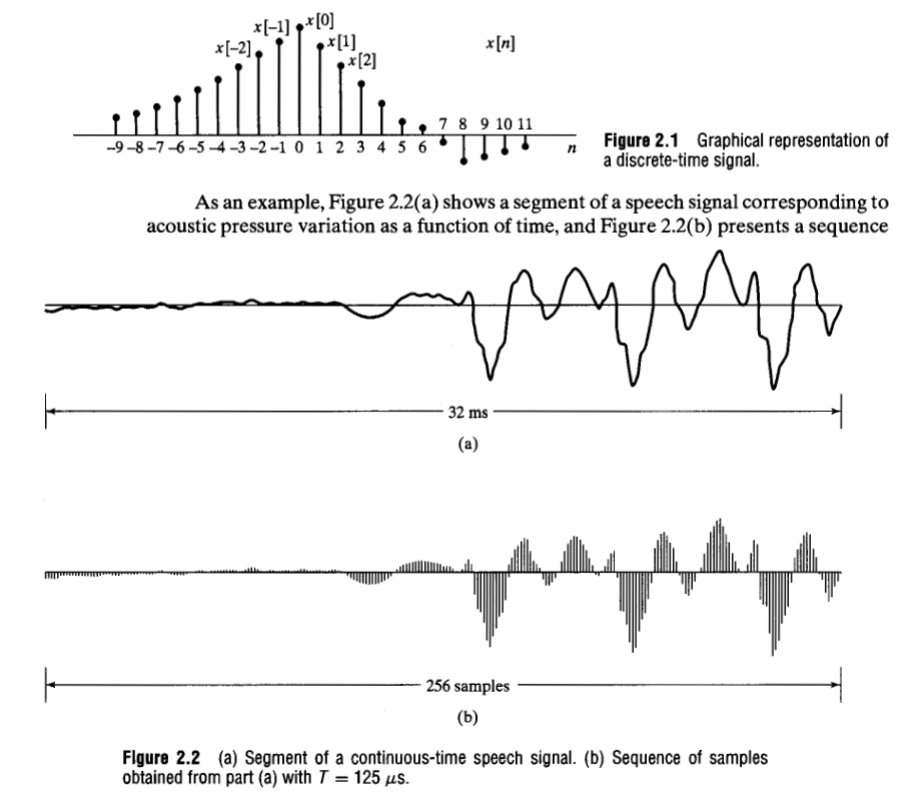 x[–1] x[0]
x[–2] x[1] x[n]
x[2]
7 8 9 10 11
–9 –8 –7 –6 –5 –4 –3 –2 –1 0 1 2 3 4 5 6 n
Figure 2.1 Graphical representation of
a discrete-time signal.
As an example, Figure 2.2(a) shows a segment of a speech signal corresponding to
acoustic pressure variation as a function of time, and Figure 2.2(b) presents a sequence
32 ms
(a)
256 samples
(b)
Figure 2.2 (a) Segment of a continuous-time speech signal. (b) Sequence of samples
obtained from part (a) with T = 125 μs.